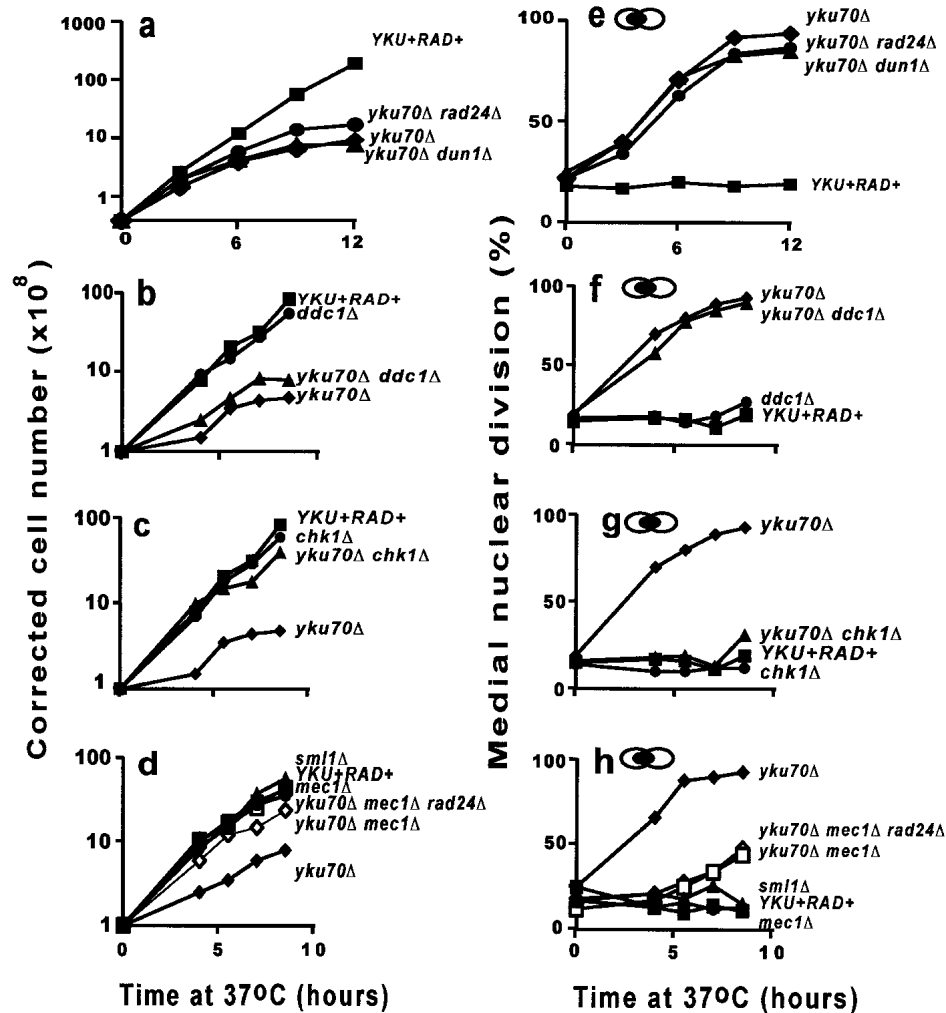 a
1000
100
10
1
0
6
12
YKU+RAD+
yku70Δ rad24Δ
yku70Δ
yku70Δ dun1Δ
b
100
10
1
YKU+RAD+
ddc1Δ
yku70Δ ddc1Δ
yku70Δ
c
100
10
1
YKU+RAD+
chk1Δ
yku70Δ chk1Δ
yku70Δ
d
100
10
1
0
5
10
sml1Δ
YKU+RAD+
mec1Δ
yku70Δ mec1Δ rad24Δ
yku70Δ mec1Δ
yku70Δ
Corrected cell number (x10⁸)
Time at 37ºC (hours)
e
100
50
0
0
6
12
yku70Δ
yku70Δ rad24Δ
yku70Δ dun1Δ
YKU+RAD+
f
100
50
0
yku70Δ
yku70Δ ddc1Δ
ddc1Δ
YKU+RAD+
g
100
50
0
yku70Δ
yku70Δ chk1Δ
YKU+RAD+
chk1Δ
h
100
50
0
0
5
10
yku70Δ
yku70Δ mec1Δ rad24Δ
yku70Δ mec1Δ
sml1Δ
YKU+RAD+
mec1Δ
Medial nuclear division (%)
Time at 37ºC (hours)